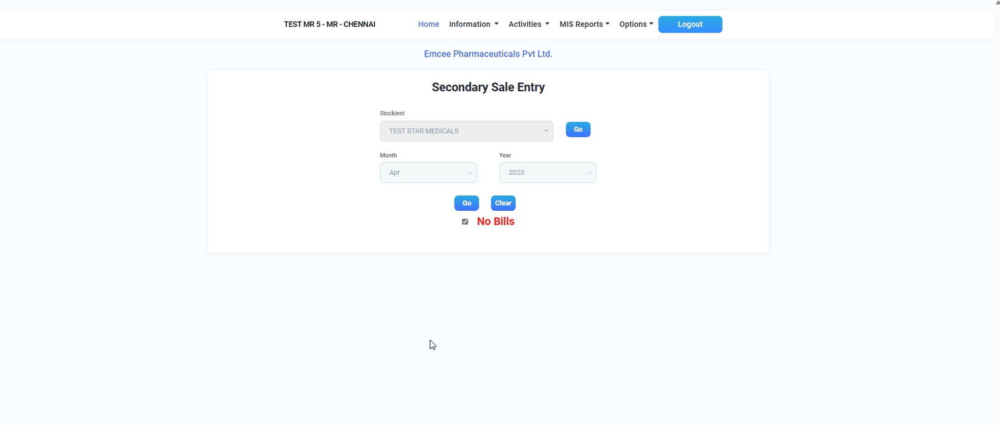 TEST MR 5 - MR - CHENNAI Home Information Activities MIS Reports Options Logout
Emcee Pharmaceuticals Pvt Ltd.
Secondary Sale Entry
Stockiest
TEST STAR MEDICALS Go
Month Year
Apr 2023
Go Clear
No Bills